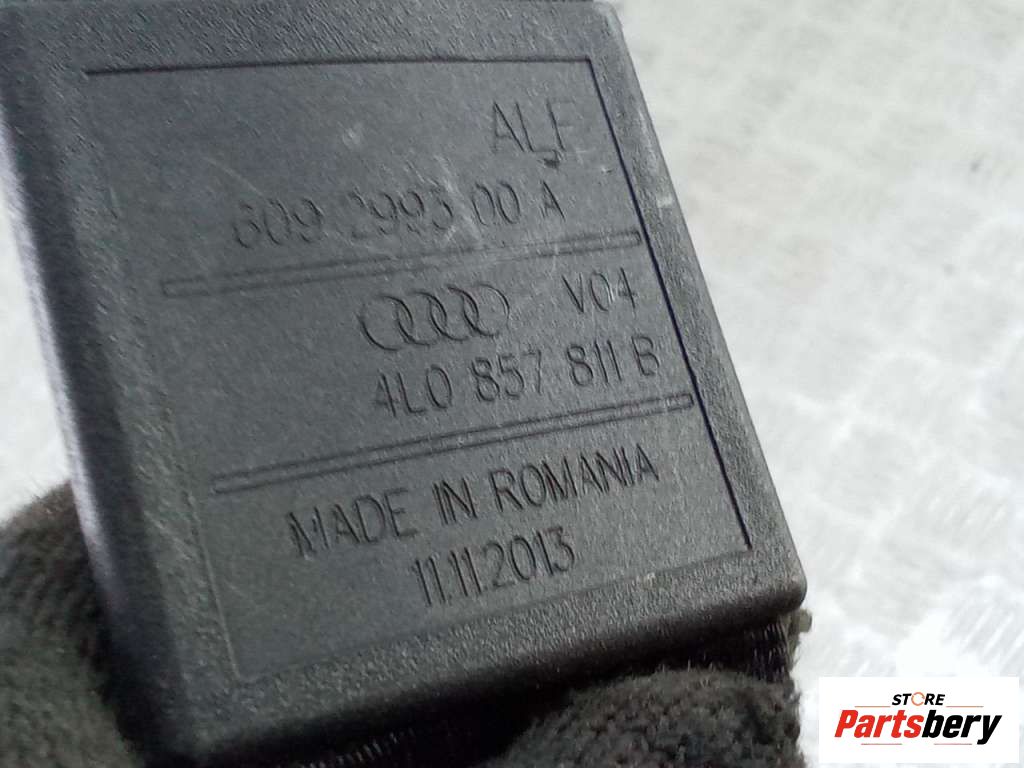 ALF
609 2993 00 A
V04
4L0 857 811 B
MADE IN ROMANIA
11.11.2013
STORE
Partsbery